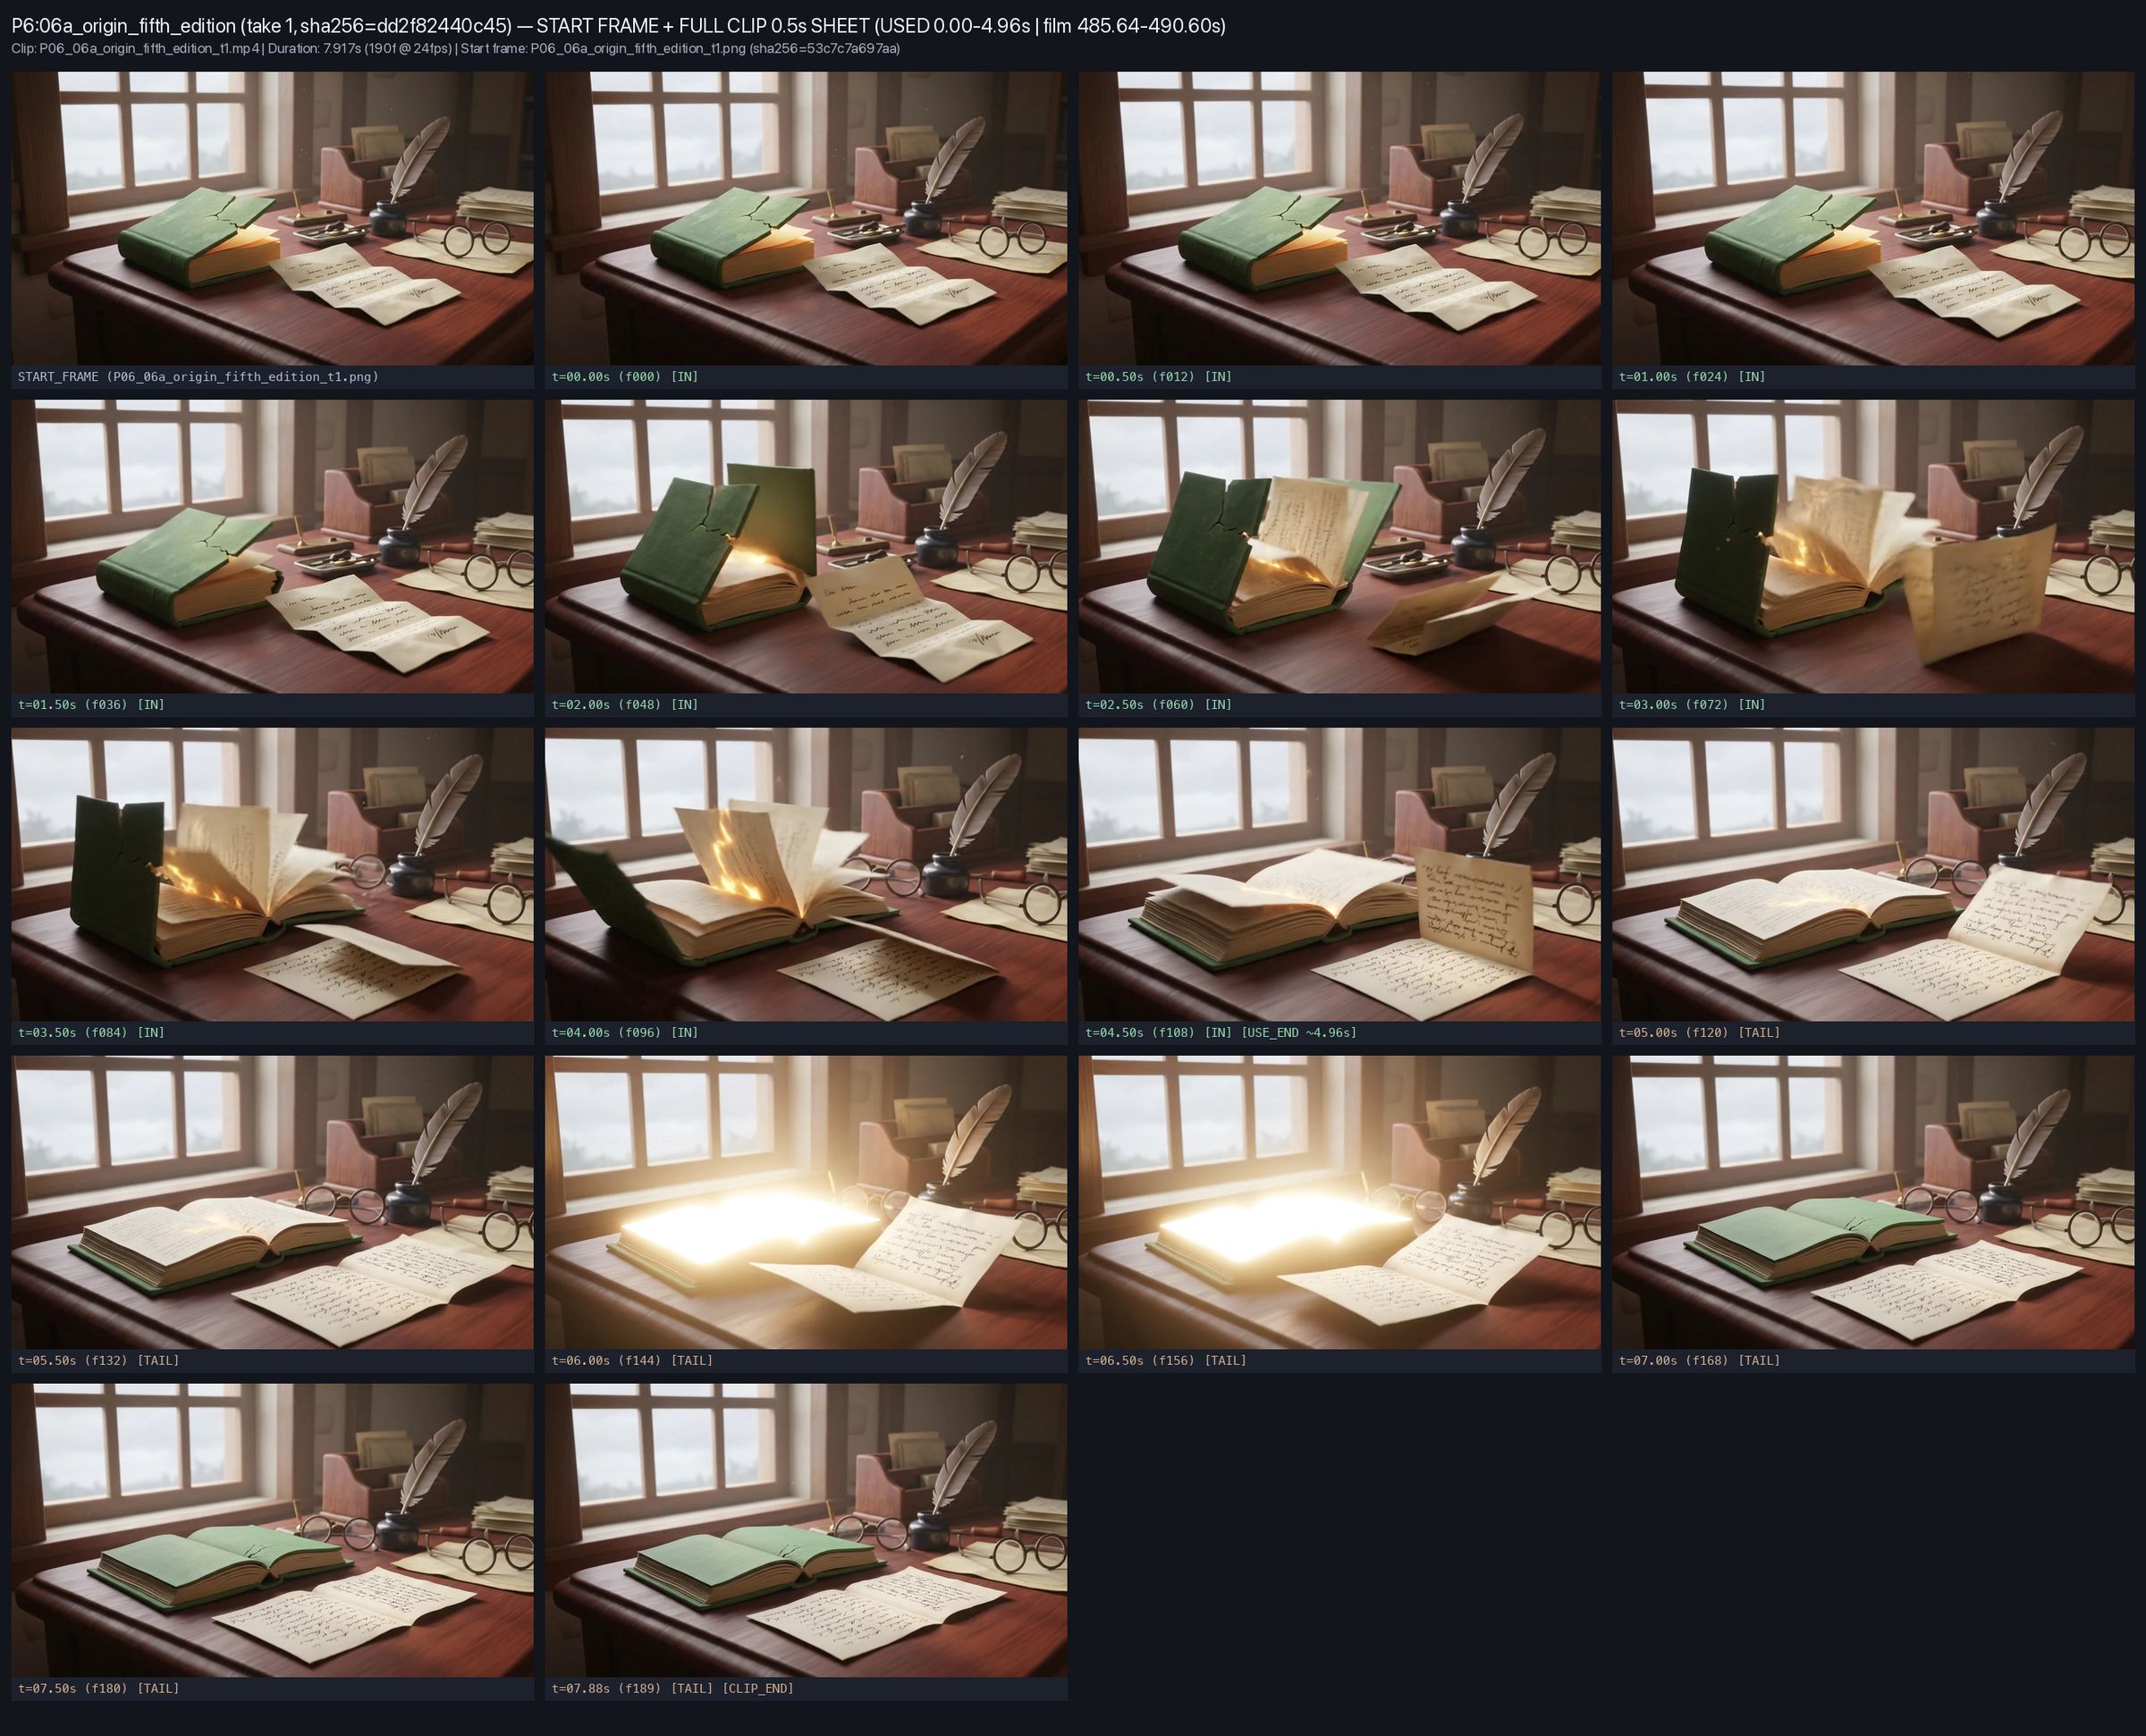 P6:06a_origin_fifth_edition (take 1, sha256=dd2f82440c45) — START FRAME + FULL CLIP 0.5s SHEET (USED 0.00-4.96s | film 485.64-490.60s)
Clip: P06_06a_origin_fifth_edition_t1.mp4 | Duration: 7.917s (190f @ 24fps) | Start frame: P06_06a_origin_fifth_edition_t1.png (sha256=53c7c7a697aa)
START_FRAME (P06_06a_origin_fifth_edition_t1.png)
t=00.00s (f000) [IN]
t=00.50s (f012) [IN]
t=01.00s (f024) [IN]
t=01.50s (f036) [IN]
t=02.00s (f048) [IN]
t=02.50s (f060) [IN]
t=03.00s (f072) [IN]
t=03.50s (f084) [IN]
t=04.00s (f096) [IN]
t=04.50s (f108) [IN] [USE_END ~4.96s]
t=05.00s (f120) [TAIL]
t=05.50s (f132) [TAIL]
t=06.00s (f144) [TAIL]
t=06.50s (f156) [TAIL]
t=07.00s (f168) [TAIL]
t=07.50s (f180) [TAIL]
t=07.88s (f189) [TAIL] [CLIP_END]